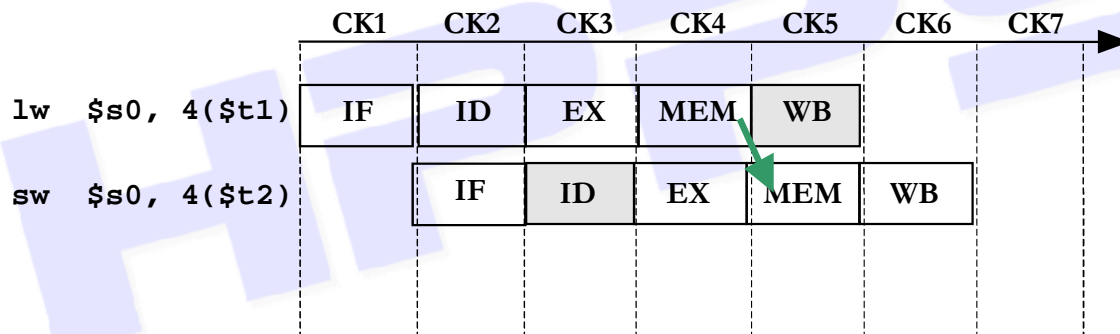 CK1 CK2 CK3 CK4 CK5 CK6 CK7
lw $s0, 4($t1) IF ID EX MEM WB
sw $s0, 4($t2) IF ID EX MEM WB